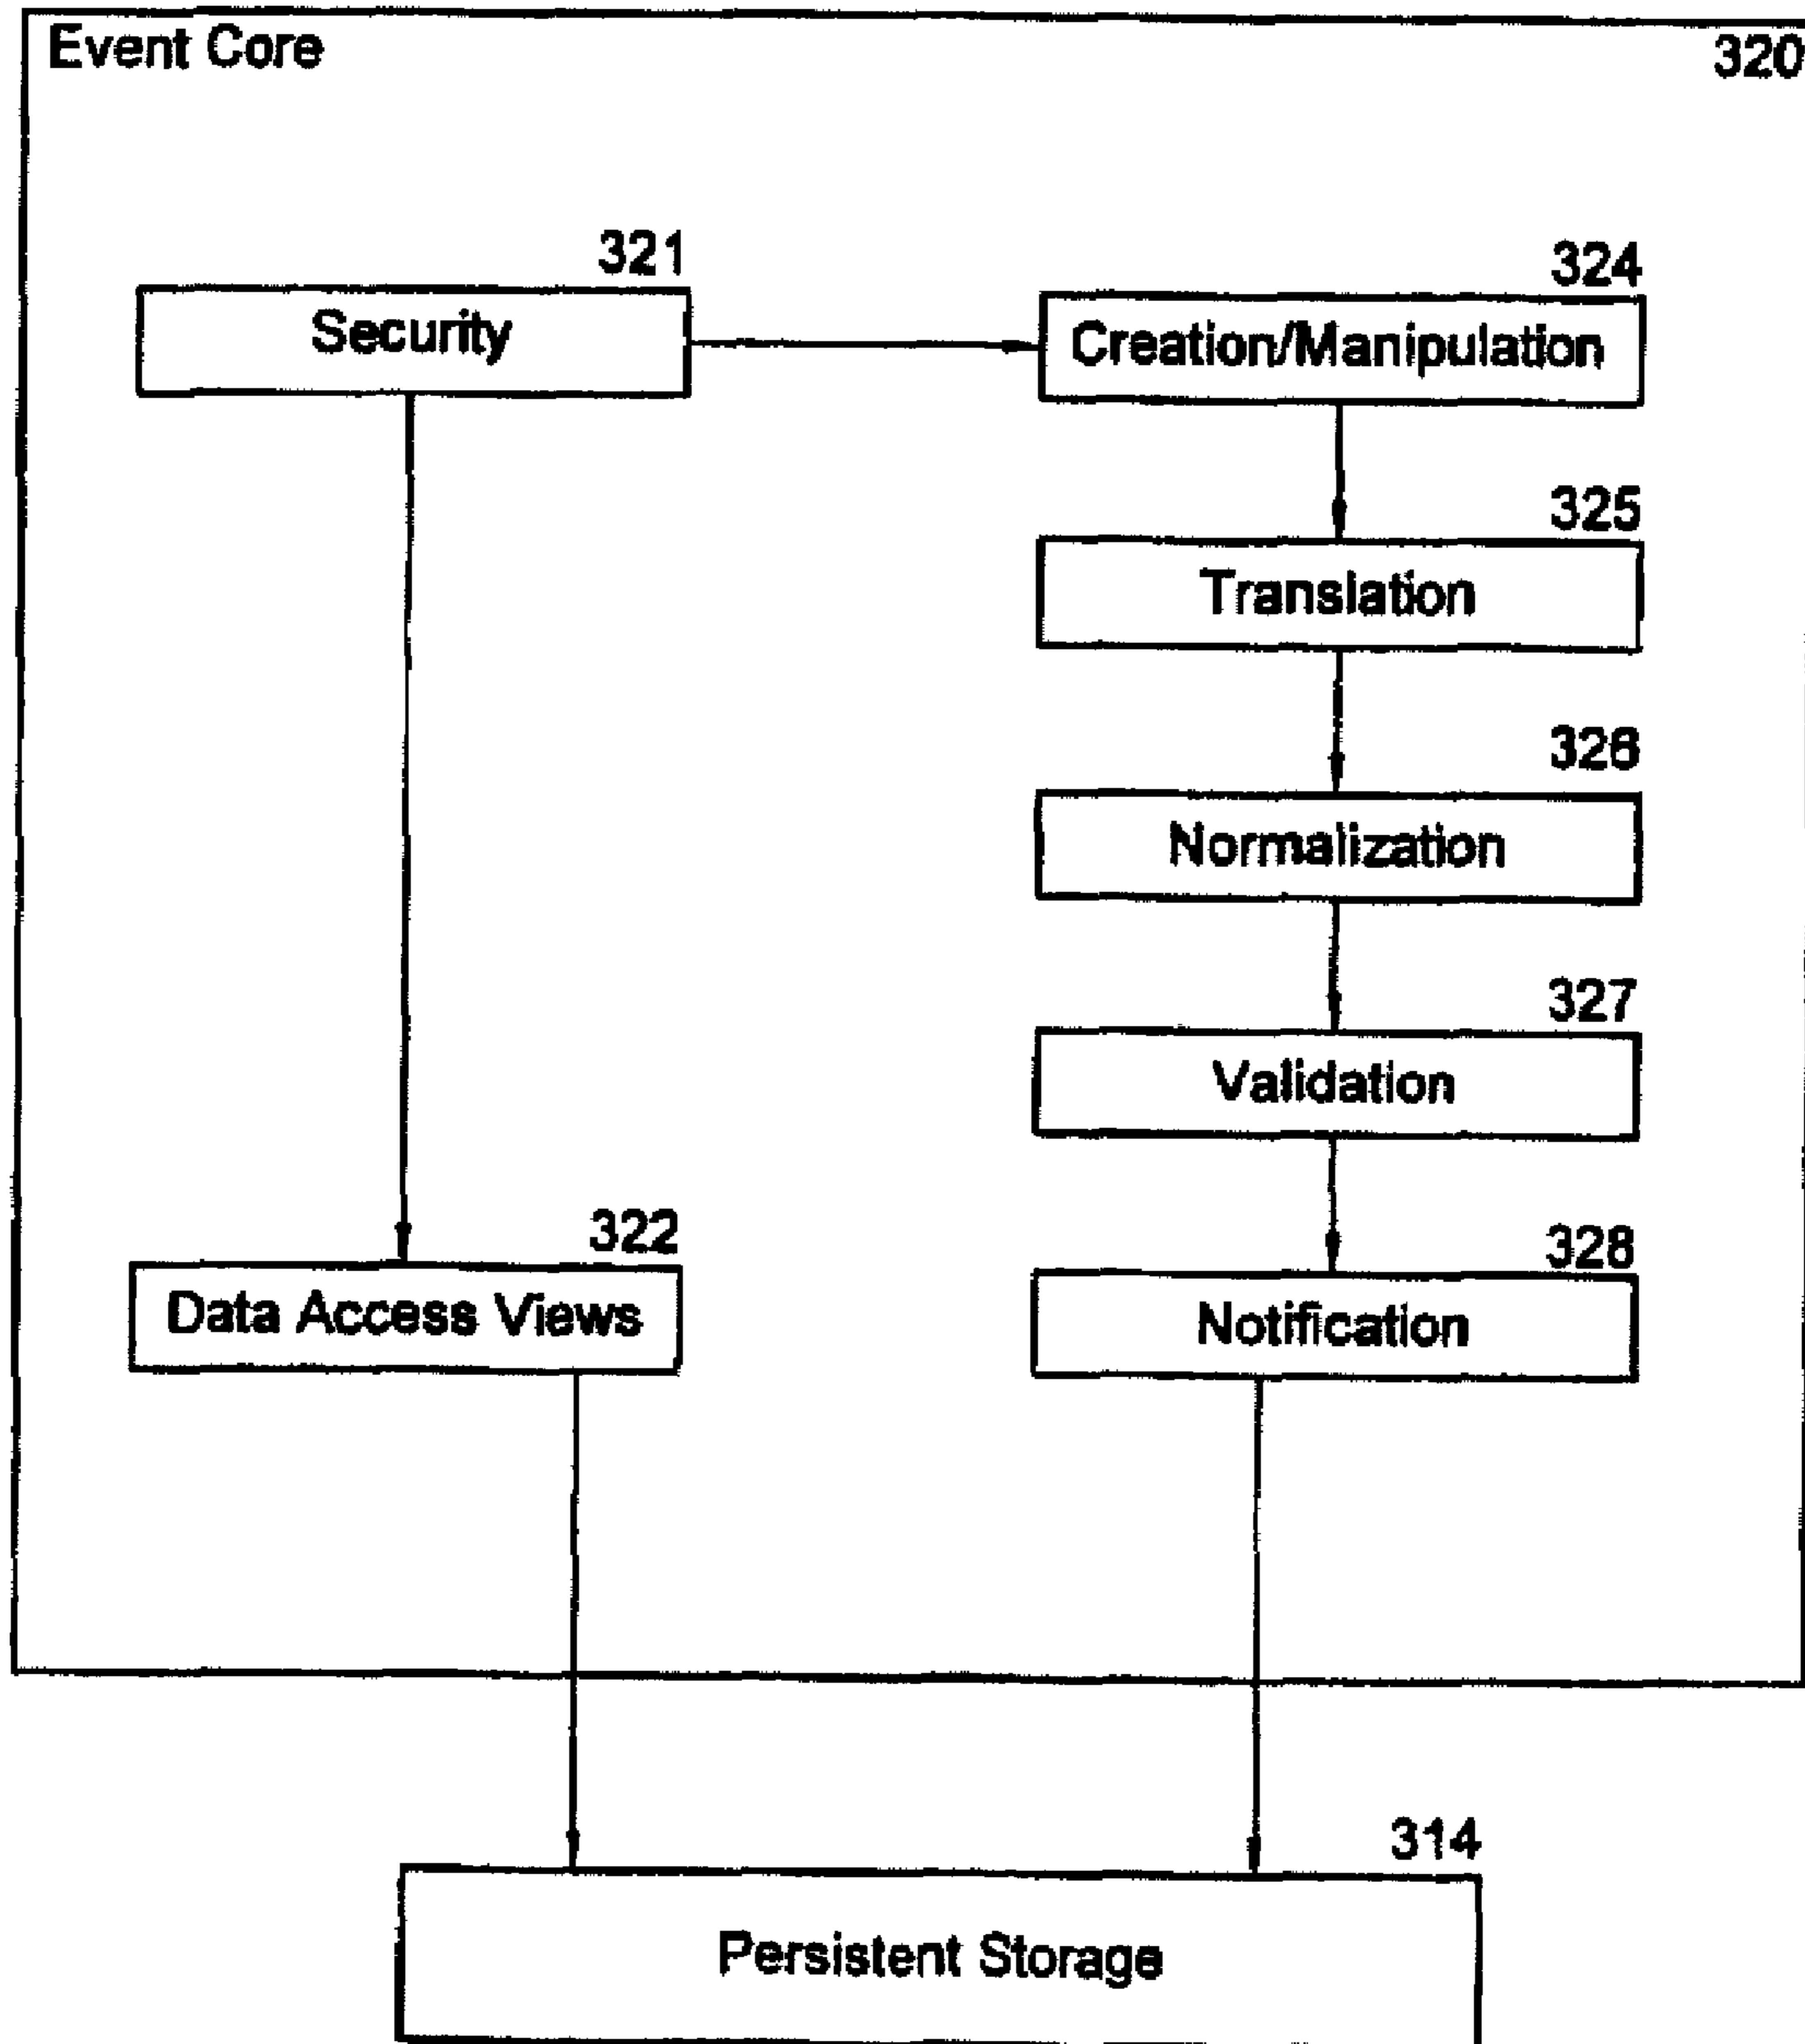 Event Core
320
321
Security
324
Creation/Manipulation
325
Translation
326
Normalization
327
Validation
322
Data Access Views
328
Notification
314
Persistent Storage